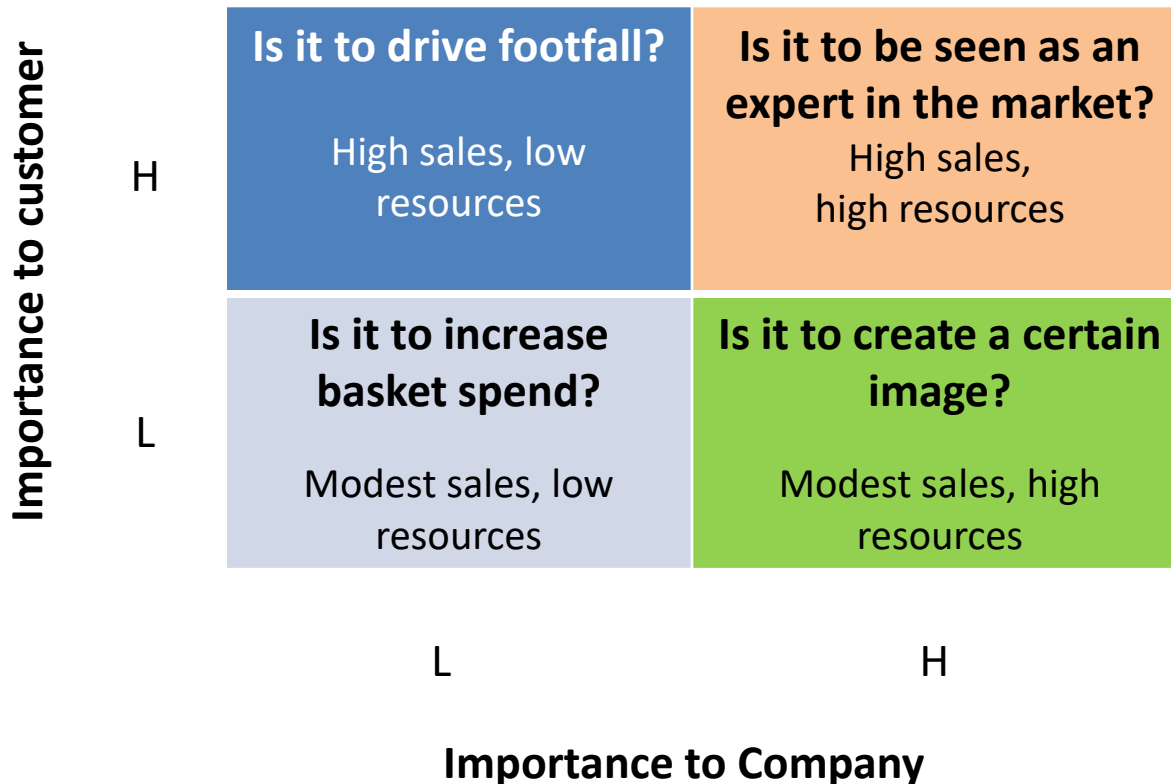 Importance to customer
H
Is it to drive footfall?
High sales, low
resources
Is it to be seen as an
expert in the market?
High sales,
high resources
L
Is it to increase
basket spend?
Modest sales, low
resources
Is it to create a certain
image?
Modest sales, high
resources
L
H
Importance to Company